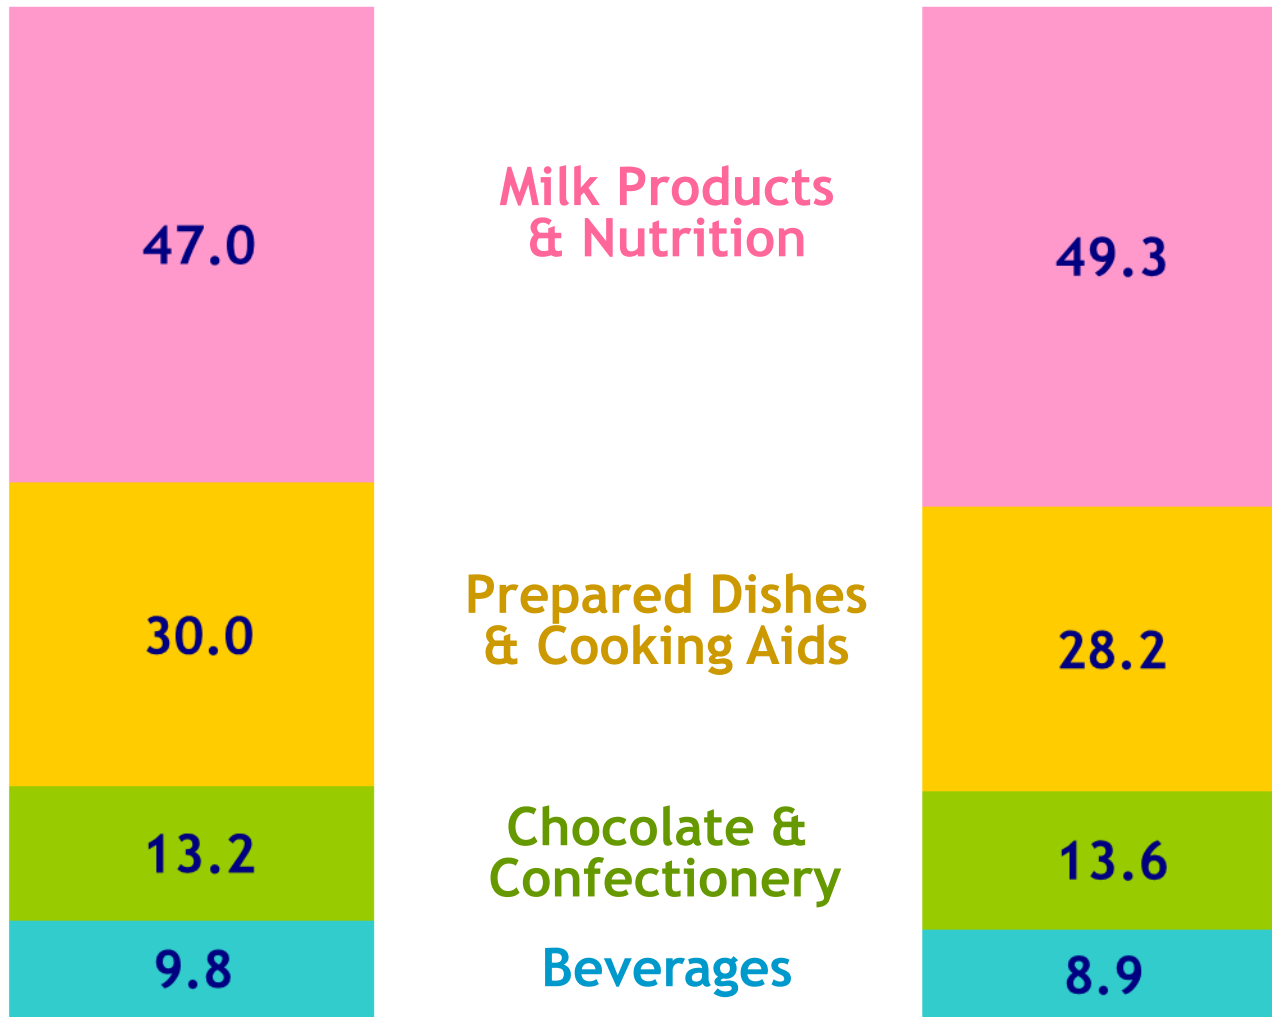 Milk Products
& Nutrition
47.0
49.3
Prepared Dishes
& Cooking Aids
30.0
28.2
Chocolate &
Confectionery
13.2
13.6
Beverages
9.8
8.9